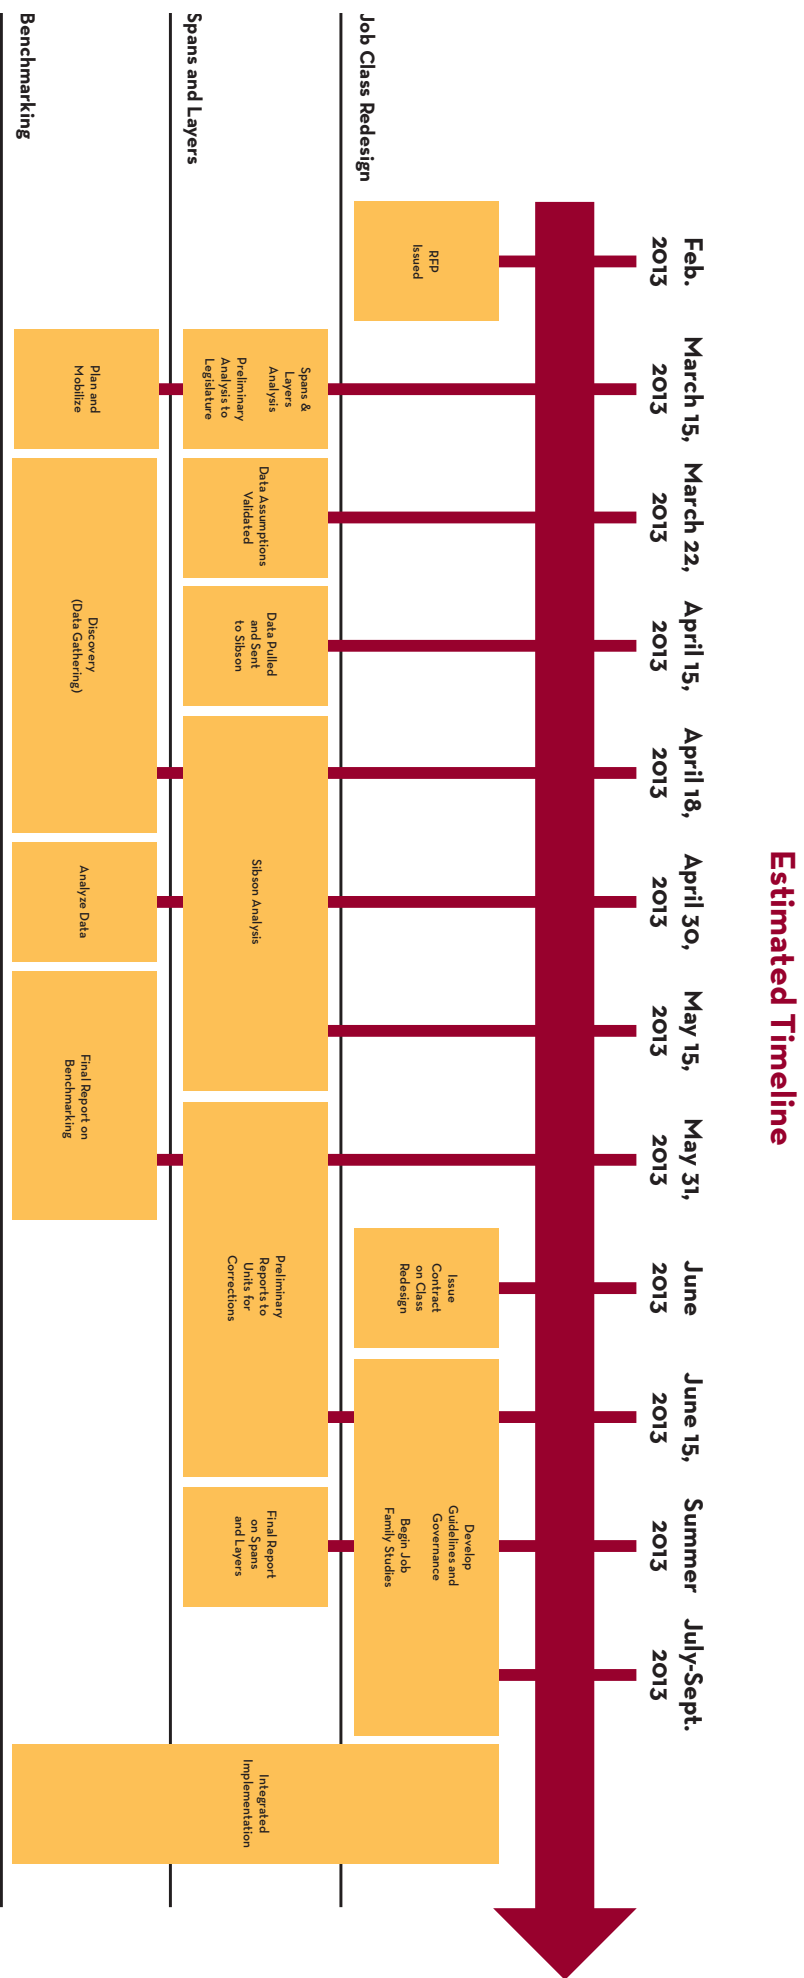 Estimated Timeline
Feb.
2013
March 15,
2013
March 22,
2013
April 15,
2013
April 18,
2013
April 30,
2013
May 15,
2013
May 31,
2013
June
2013
June 15,
2013
Summer
2013
July-Sept.
2013
Job Class Redesign
RFP
Issued
Issue
Contract
on Class
Redesign
Develop
Guidelines and
Governance
Begin Job
Family Studies
Spans and Layers
Spans &
Layers
Analysis
Preliminary
Analysis to
Legislature
Data Assumptions
Validated
Data Pulled
and Sent
to Sibson
Sibson Analysis
Preliminary
Reports to
Units for
Corrections
Final Report
on Spans
and Layers
Integrated
Implementation
Benchmarking
Plan and
Mobilize
Discovery
(Data Gathering)
Analyze Data
Final Report on
Benchmarking